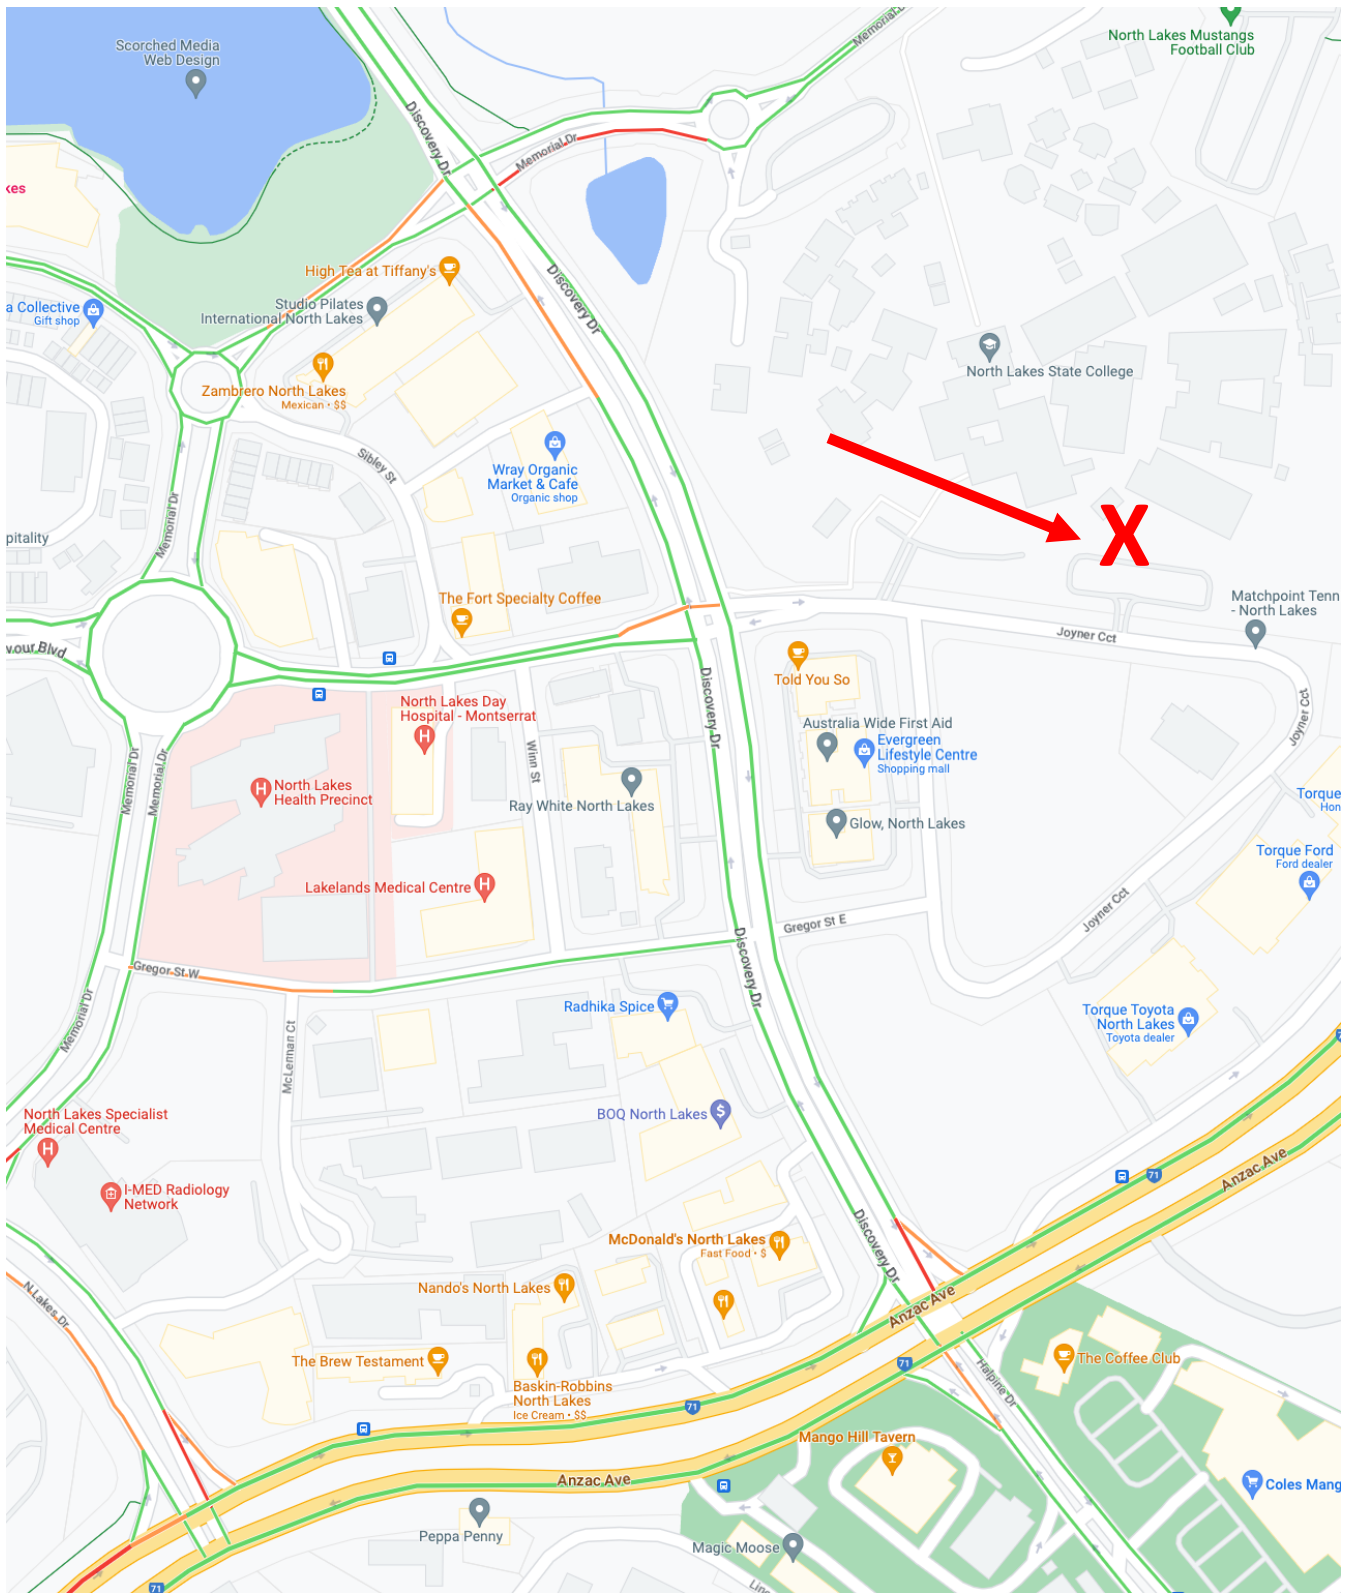 Scorched Media
Web Design
North Lakes Mustangs
Football Club
Memorial Dr
Discovery Dr
Memorial Dr
kes
High Tea at Tiffany's
Discovery Dr
a Collective
Gift shop
Studio Pilates
International North Lakes
North Lakes State College
Zambrero North Lakes
Mexican • $$
Sibley St
Wray Organic
Market & Cafe
Organic shop
Memorial Dr
pitality
X
The Fort Specialty Coffee
Matchpoint Tenn
- North Lakes
Joyner Cct
vour Blvd
Told You So
Discovery Dr
North Lakes Day
Hospital - Montserrat
Joyner Cct
Australia Wide First Aid
Evergreen
Lifestyle Centre
Shopping mall
Winn St
Memorial Dr
Memorial Dr
North Lakes
Health Precinct
Ray White North Lakes
Torque
Hon
Glow, North Lakes
Torque Ford
Ford dealer
Lakelands Medical Centre
Gregor St E
Joyner Cct
Discovery Dr
Gregor St W
Radhika Spice
Memorial Dr
McLennan Ct
Torque Toyota
North Lakes
Toyota dealer
North Lakes Specialist
Medical Centre
BOQ North Lakes
$
I-MED Radiology
Network
71
Anzac Ave
Discovery Dr
McDonald's North Lakes
Fast Food • $
Nando's North Lakes
N Lakes Dr
Anzac Ave
The Brew Testament
71
The Coffee Club
Halpine Dr
Baskin-Robbins
North Lakes
Ice Cream • $$
71
Mango Hill Tavern
Anzac Ave
Coles Mang
Peppa Penny
Magic Moose
71
Linc